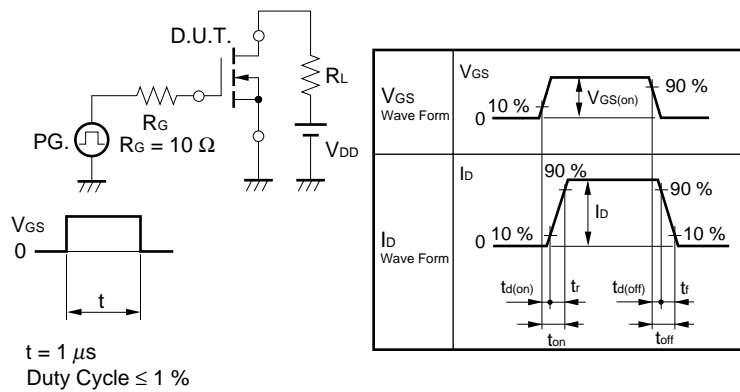 D.U.T.
RL
RG
PG.
RG = 10 Ω
VDD
VGS
0
t
t = 1 μs
Duty Cycle ≤ 1 %
VGS
Wave Form
VGS
10 %
0
VGS(on)
90 %
ID
Wave Form
ID
90 %
90 %
ID
10 %
10 %
0
td(on)
tr
td(off)
tf
ton
toff